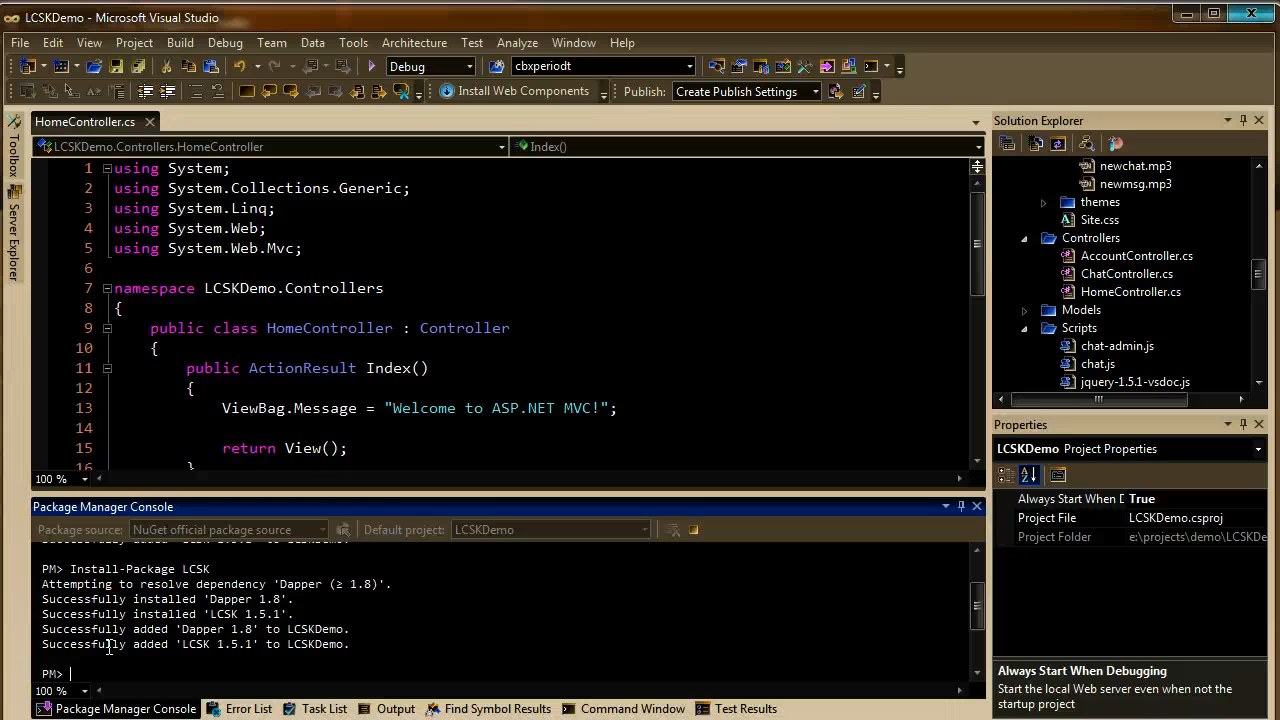 LCSKDemo - Microsoft Visual Studio
File Edit View Project Build Debug Team Data Tools Architecture Test Analyze Window Help
Debug cbxperiodt
Install Web Components Publish: Create Publish Settings
Toolbox
Server Explorer
HomeController.cs
LCSKDemo.Controllers.HomeController Index()
1 using System;
2 using System.Collections.Generic;
3 using System.Linq;
4 using System.Web;
5 using System.Web.Mvc;
6
7 namespace LCSKDemo.Controllers
8 {
9 public class HomeController : Controller
10 {
11 public ActionResult Index()
12 {
13 ViewBag.Message = "Welcome to ASP.NET MVC!";
14
15 return View();
16 }
100 %
Package Manager Console
Package source: NuGet official package source Default project: LCSKDemo
PM> Install-Package LCSK
Attempting to resolve dependency 'Dapper (≥ 1.8)'.
Successfully installed 'Dapper 1.8'.
Successfully installed 'LCSK 1.5.1'.
Successfully added 'Dapper 1.8' to LCSKDemo.
Successfully added 'LCSK 1.5.1' to LCSKDemo.
PM>
100 %
Package Manager Console Error List Task List Output Find Symbol Results Command Window Test Results
Solution Explorer
newchat.mp3
newmsg.mp3
themes
Site.css
Controllers
AccountController.cs
ChatController.cs
HomeController.cs
Models
Scripts
chat-admin.js
chat.js
jquery-1.5.1-vsdoc.js
Properties
LCSKDemo Project Properties
Always Start When D True
Project File LCSKDemo.csproj
Project Folder e:\projects\demo\LCSKDe
Always Start When Debugging
Start the local Web server even when not the
startup project